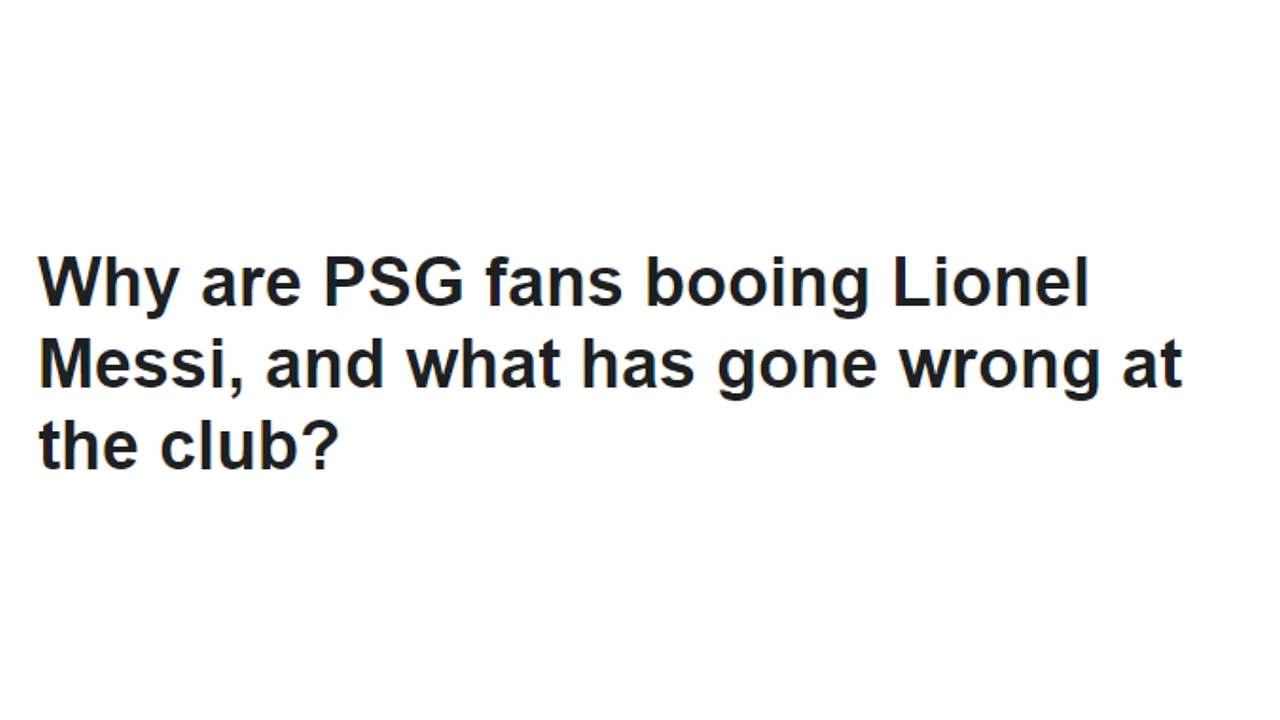 Why are PSG fans booing Lionel
Messi, and what has gone wrong at
the club?